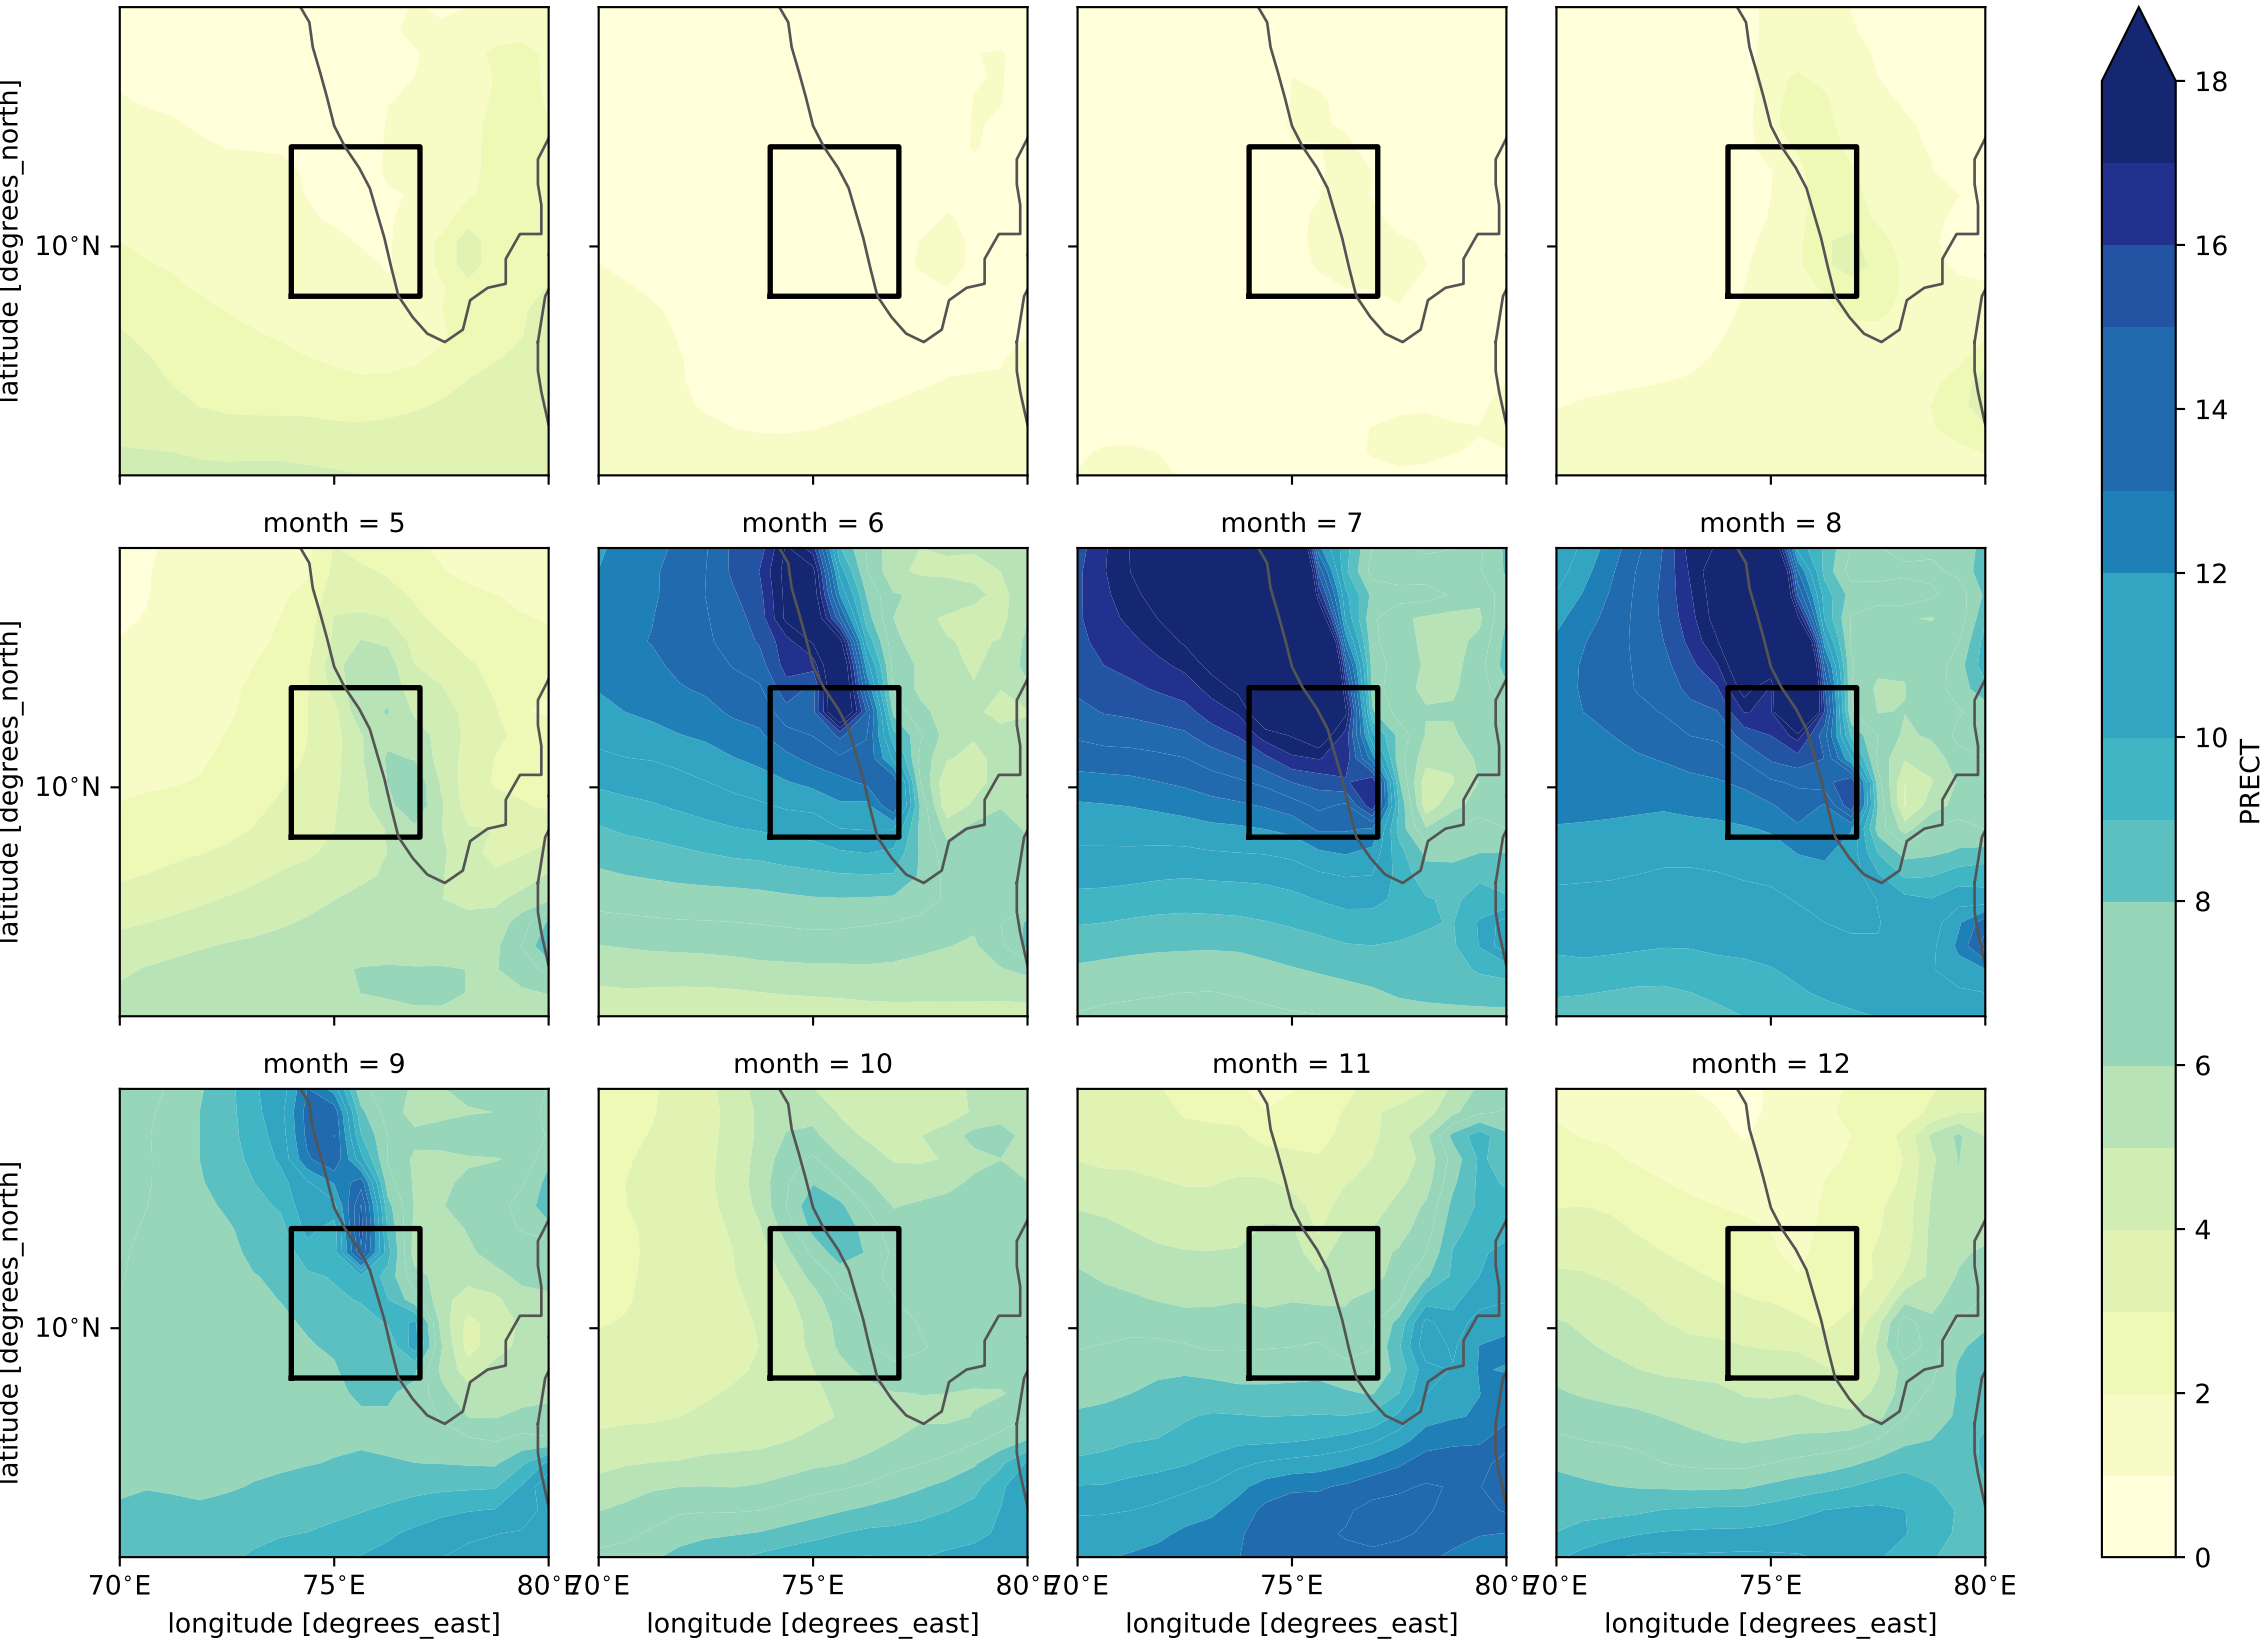 latitude [degrees_north]
10°N
month = 5
month = 6
month = 7
month = 8
latitude [degrees_north]
10°N
month = 9
month = 10
month = 11
month = 12
latitude [degrees_north]
10°N
70°E
75°E
80°E
70°E
75°E
80°E
70°E
75°E
80°E
70°E
75°E
80°E
longitude [degrees_east]
longitude [degrees_east]
longitude [degrees_east]
longitude [degrees_east]
18
16
14
12
10
8
6
4
2
0
PRECT